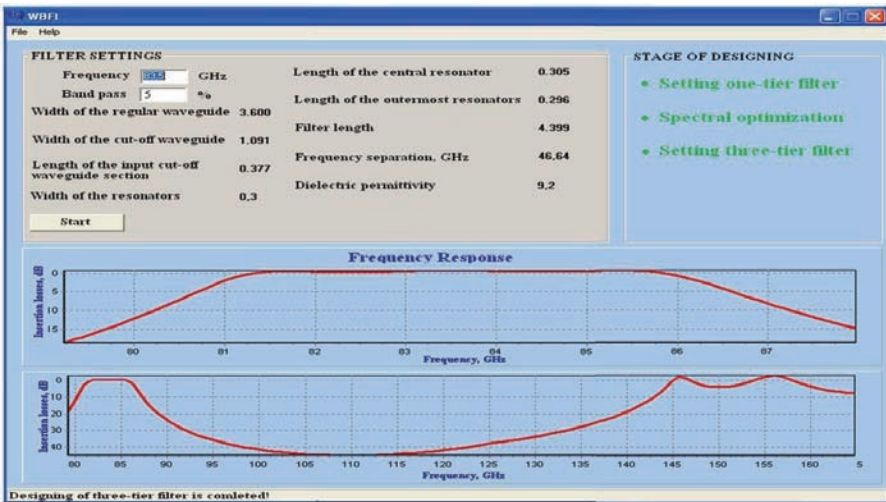 WBFI
File Help
FILTER SETTINGS
Frequency 83.5 GHz
Band pass 5 %
Width of the regular waveguide 3.600
Width of the cut-off waveguide 1.091
Length of the input cut-off
waveguide section 0.377
Width of the resonators 0,3
Start
Length of the central resonator 0.305
Length of the outermost resonators 0.296
Filter length 4.399
Frequency separation, GHz 46,64
Dielectric permittivity 9,2
STAGE OF DESIGNING
• Setting one-tier filter
• Spectral optimization
• Setting three-tier filter
Frequency Response
Insertion losses, dB
0
5
10
15
80 81 82 83 84 85 86 87
Frequency, GHz
Insertion losses, dB
0
10
20
30
40
80 85 90 95 100 105 110 115 120 125 130 135 140 145 150 155 160 5
Frequency, GHz
Designing of three-tier filter is comleted!